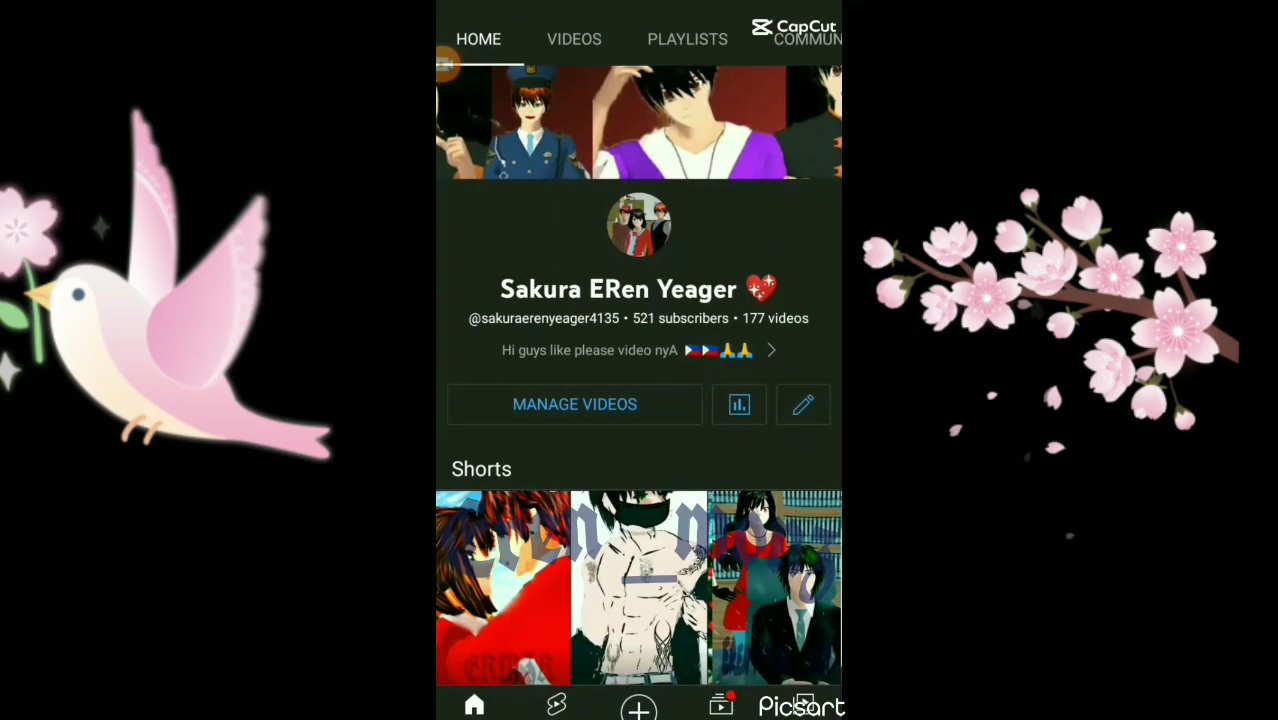 CapCut
HOME VIDEOS PLAYLISTS COMMUN
Sakura ERen Yeager 💖
@sakuraerenyeager4135 • 521 subscribers • 177 videos
Hi guys like please video nyA 🇵🇭🇵🇭🙏🙏
MANAGE VIDEOS
Shorts
Picsart